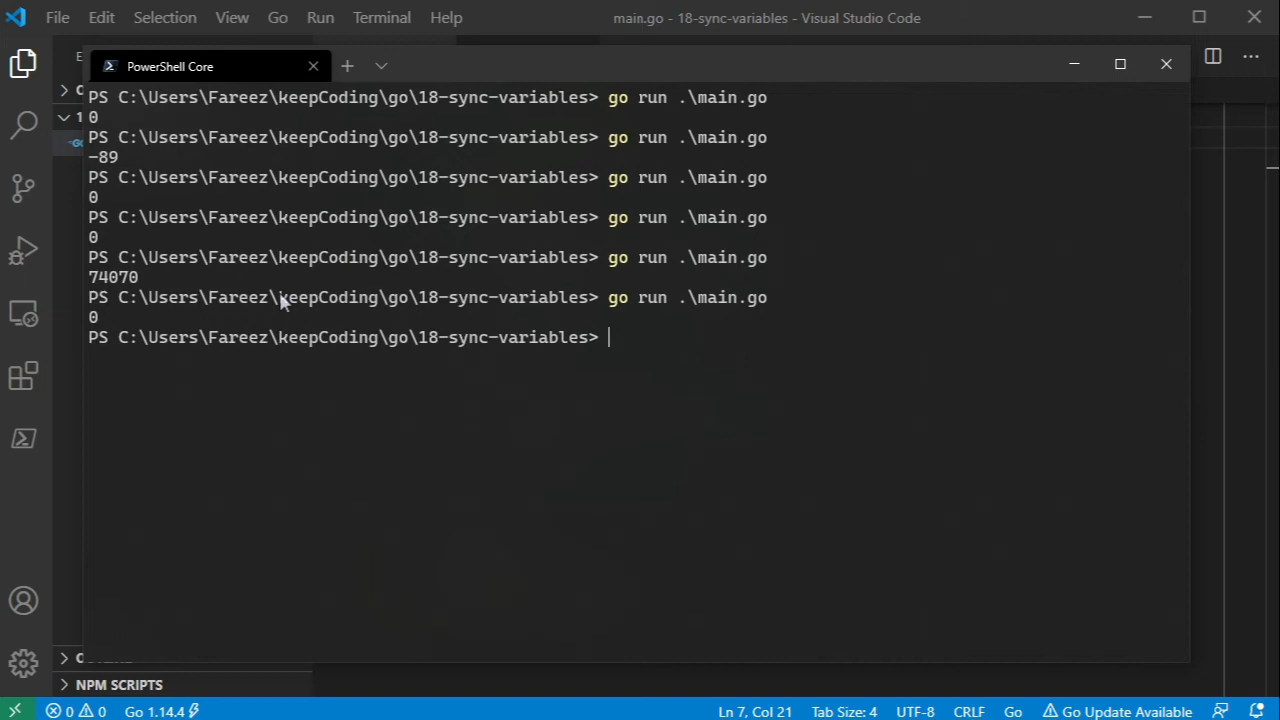 File Edit Selection View Go Run Terminal Help main.go - 18-sync-variables - Visual Studio Code
PowerShell Core
PS C:\Users\Fareez\keepCoding\go\18-sync-variables> go run .\main.go
0
PS C:\Users\Fareez\keepCoding\go\18-sync-variables> go run .\main.go
-89
PS C:\Users\Fareez\keepCoding\go\18-sync-variables> go run .\main.go
0
PS C:\Users\Fareez\keepCoding\go\18-sync-variables> go run .\main.go
0
PS C:\Users\Fareez\keepCoding\go\18-sync-variables> go run .\main.go
74070
PS C:\Users\Fareez\keepCoding\go\18-sync-variables> go run .\main.go
0
PS C:\Users\Fareez\keepCoding\go\18-sync-variables>
NPM SCRIPTS
0 0 Go 1.14.4 Ln 7, Col 21 Tab Size: 4 UTF-8 CRLF Go Go Update Available